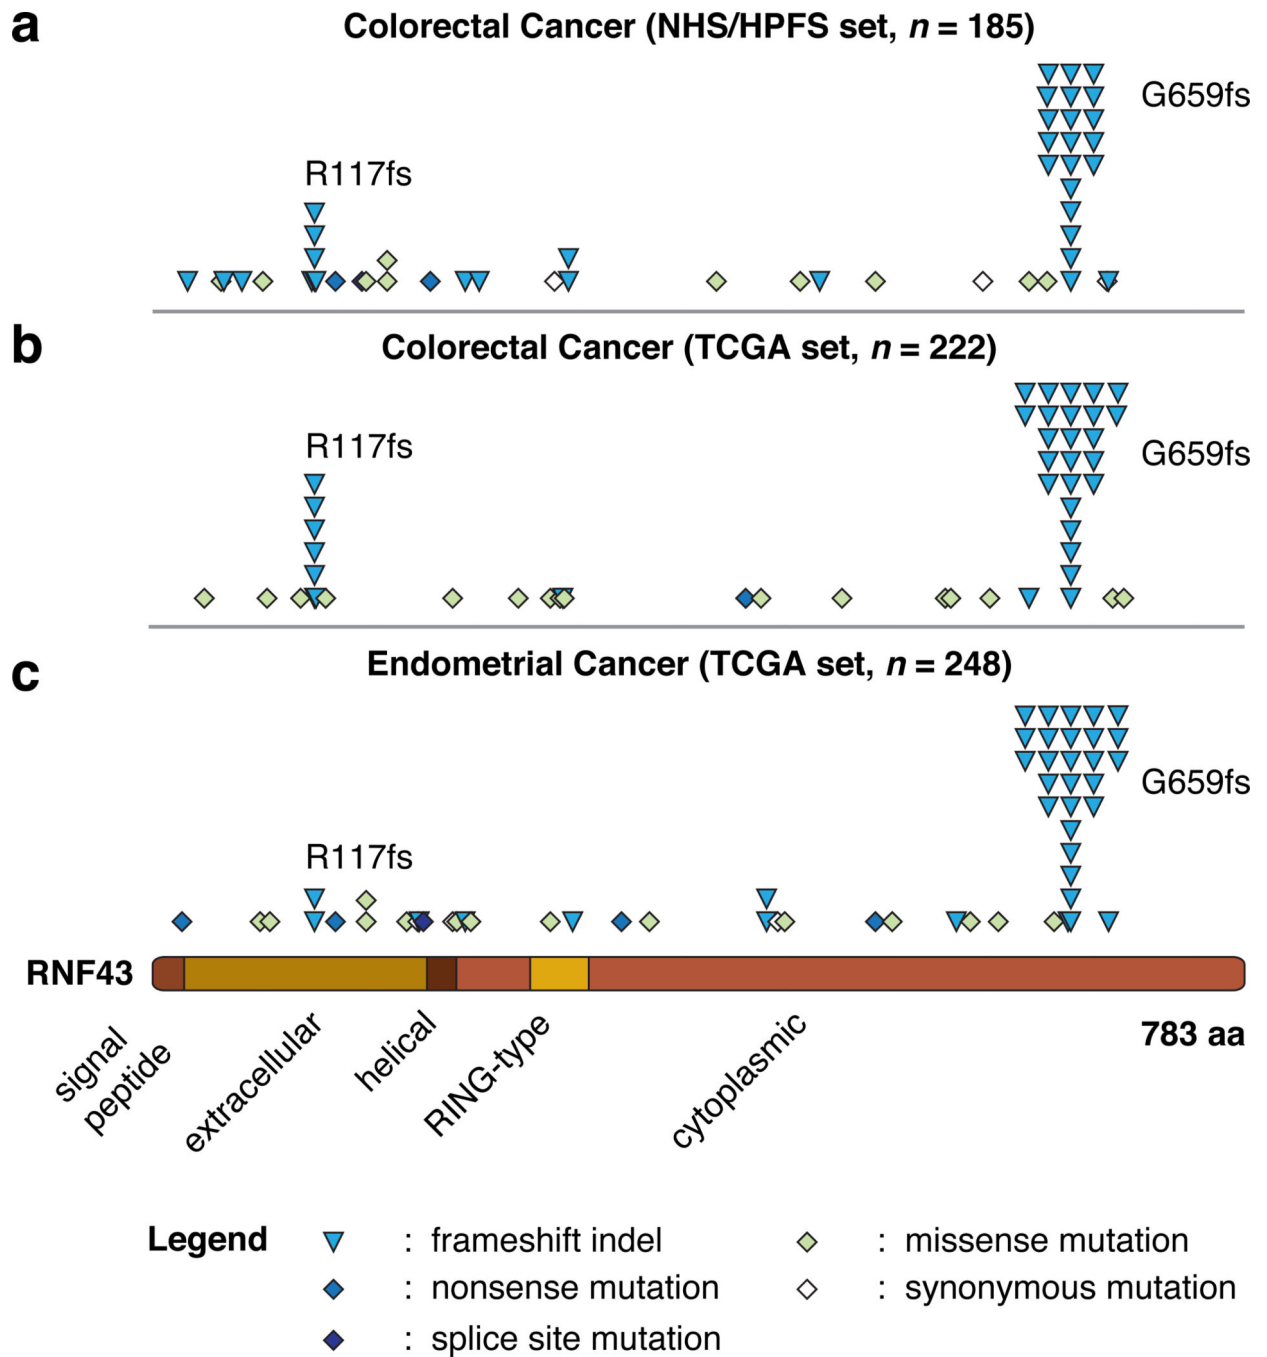 a
Colorectal Cancer (NHS/HPFS set, n = 185)
G659fs
R117fs
b
Colorectal Cancer (TCGA set, n = 222)
R117fs
G659fs
c
Endometrial Cancer (TCGA set, n = 248)
G659fs
R117fs
RNF43
signal
peptide
extracellular
helical
RING-type
cytoplasmic
783 aa
Legend
: frameshift indel
: missense mutation
: nonsense mutation
: synonymous mutation
: splice site mutation